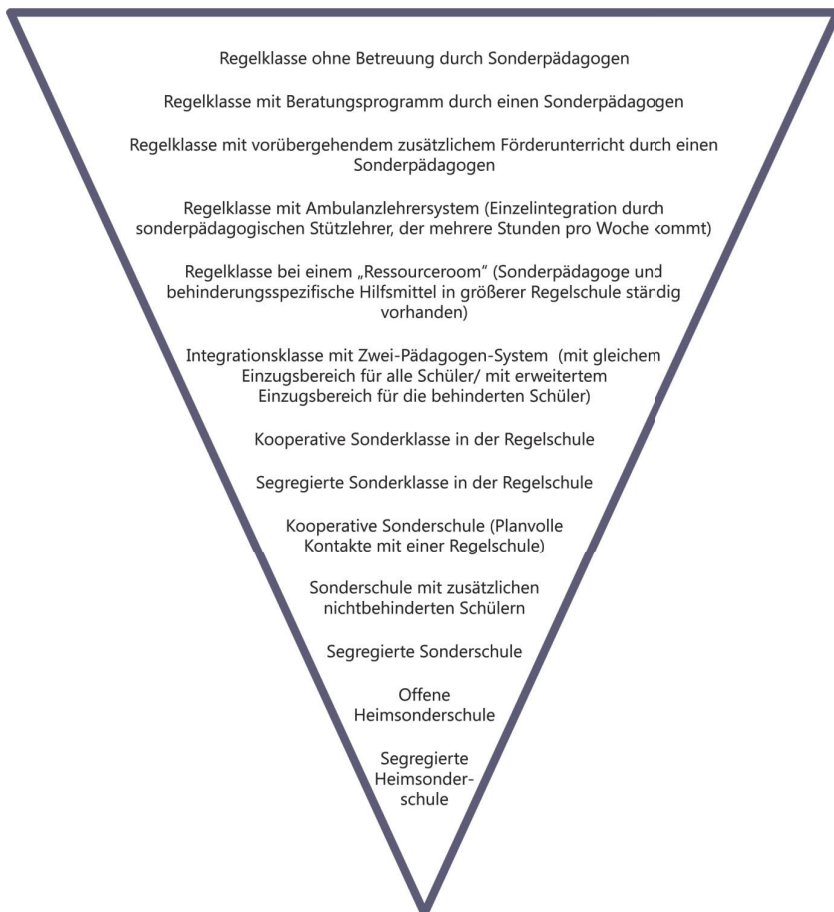 Regelklasse ohne Betreuung durch Sonderpädagogen
Regelklasse mit Beratungsprogramm durch einen Sonderpädagogen
Regelklasse mit vorübergehendem zusätzlichem Förderunterricht durch einen
Sonderpädagogen
Regelklasse mit Ambulanzlehrersystem (Einzelintegration durch
sonderpädagogischen Stützlehrer, der mehrere Stunden pro Woche kommt)
Regelklasse bei einem „Ressourceroom" (Sonderpädagoge und
behinderungsspezifische Hilfsmittel in größerer Regelschule ständig
vorhanden)
Integrationsklasse mit Zwei-Pädagogen-System (mit gleichem
Einzugsbereich für alle Schüler/ mit erweitertem
Einzugsbereich für die behinderten Schüler)
Kooperative Sonderklasse in der Regelschule
Segregierte Sonderklasse in der Regelschule
Kooperative Sonderschule (Planvolle
Kontakte mit einer Regelschule)
Sonderschule mit zusätzlichen
nichtbehinderten Schülern
Segregierte Sonderschule
Offene
Heimsonderschule
Segregierte
Heimsonder-
schule